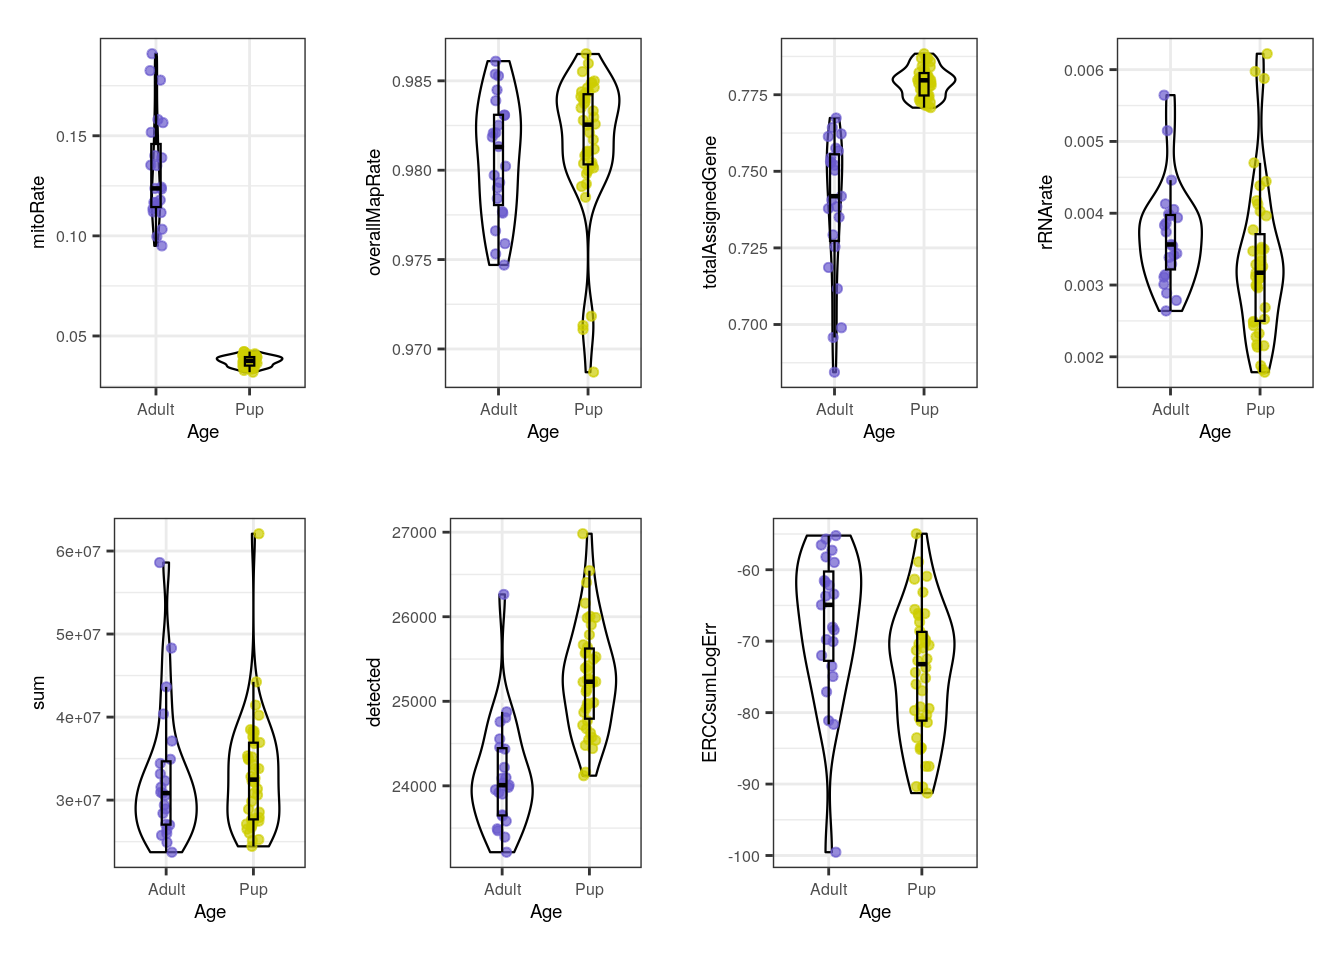 mitoRate
0.15
0.10
0.05
Adult Pup
Age
overallMapRate
0.985
0.980
0.975
0.970
Adult Pup
Age
totalAssignedGene
0.775
0.750
0.725
0.700
Adult Pup
Age
rRNArate
0.006
0.005
0.004
0.003
0.002
Adult Pup
Age
sum
6e+07
5e+07
4e+07
3e+07
Adult Pup
Age
detected
27000
26000
25000
24000
Adult Pup
Age
ERCCsumLogErr
-60
-70
-80
-90
-100
Adult Pup
Age